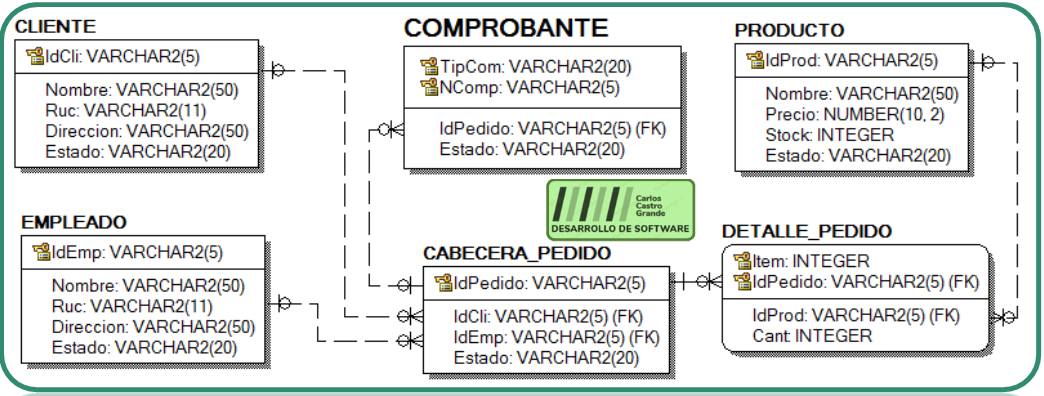 CLIENTE
IdCli: VARCHAR2(5)
Nombre: VARCHAR2(50)
Ruc: VARCHAR2(11)
Direccion: VARCHAR2(50)
Estado: VARCHAR2(20)
COMPROBANTE
TipCom: VARCHAR2(20)
NComp: VARCHAR2(5)
IdPedido: VARCHAR2(5) (FK)
Estado: VARCHAR2(20)
PRODUCTO
IdProd: VARCHAR2(5)
Nombre: VARCHAR2(50)
Precio: NUMBER(10, 2)
Stock: INTEGER
Estado: VARCHAR2(20)
Carlos
Castro
Grande
DESARROLLO DE SOFTWARE
EMPLEADO
IdEmp: VARCHAR2(5)
Nombre: VARCHAR2(50)
Ruc: VARCHAR2(11)
Direccion: VARCHAR2(50)
Estado: VARCHAR2(20)
CABECERA_PEDIDO
IdPedido: VARCHAR2(5)
IdCli: VARCHAR2(5) (FK)
IdEmp: VARCHAR2(5) (FK)
Estado: VARCHAR2(20)
DETALLE_PEDIDO
Item: INTEGER
IdPedido: VARCHAR2(5) (FK)
IdProd: VARCHAR2(5) (FK)
Cant: INTEGER